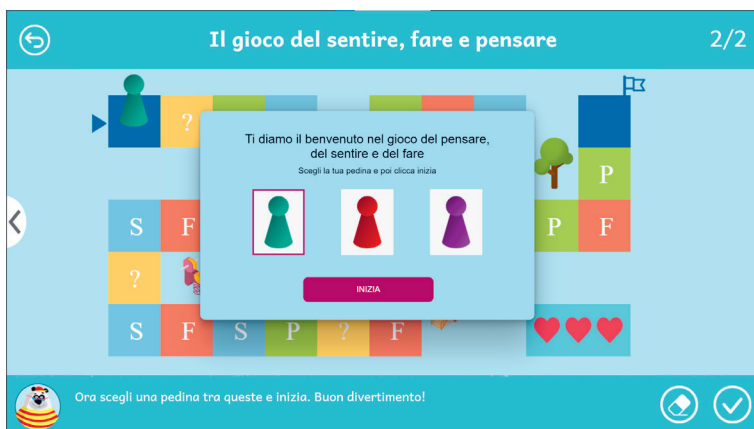 Il gioco del sentire, fare e pensare
2/2
?
Ti diamo il benvenuto nel gioco del pensare,
del sentire e del fare
Scegli la tua pedina e poi clicca inizia
P
S F P F
?
INIZIA
S F S P ? F
Ora scegli una pedina tra queste e inizia. Buon divertimento!